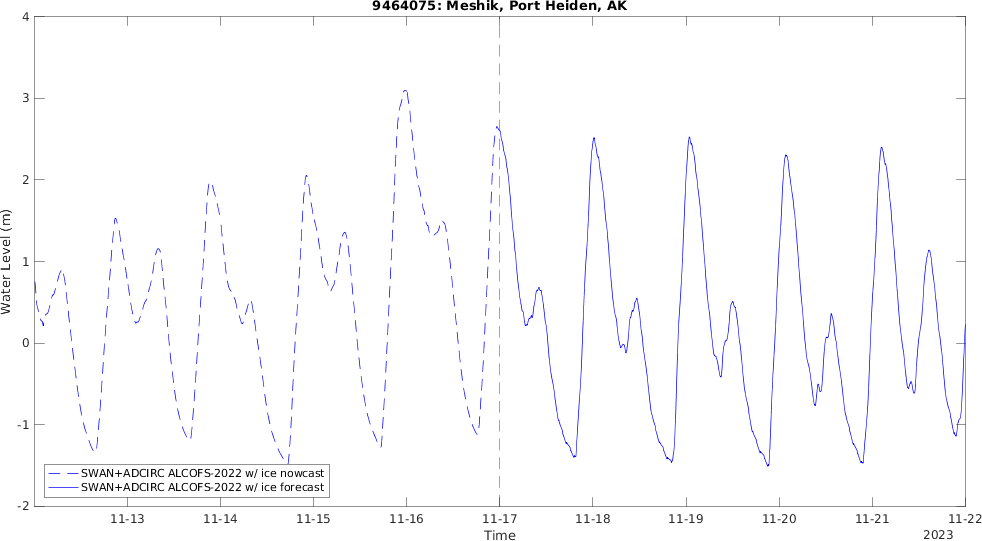 9464075: Meshik, Port Heiden, AK
4
3
2
1
0
-1
-2
Water Level (m)
SWAN+ADCIRC ALCOFS-2022 w/ ice nowcast
SWAN+ADCIRC ALCOFS-2022 w/ ice forecast
11-13 11-14 11-15 11-16 11-17 11-18 11-19 11-20 11-21 11-22
Time
2023